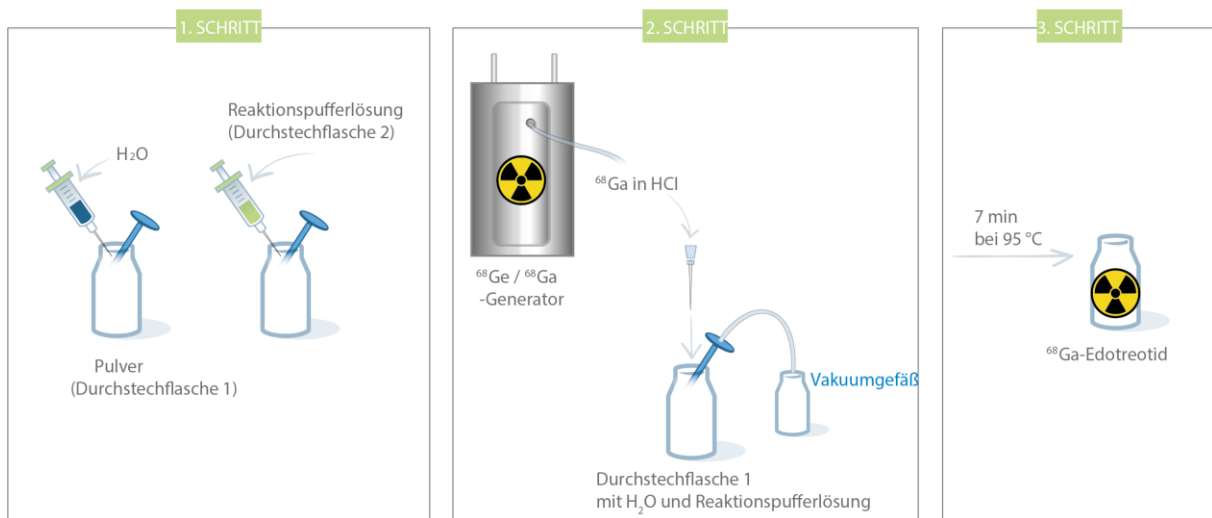 1. SCHRITT
H₂O
Reaktionspufferlösung
(Durchstechflasche 2)
Pulver
(Durchstechflasche 1)
2. SCHRITT
⁶⁸Ga in HCl
⁶⁸Ge / ⁶⁸Ga
-Generator
Vakuumgefäß
Durchstechflasche 1
mit H₂O und Reaktionspufferlösung
3. SCHRITT
7 min
bei 95 °C
⁶⁸Ga-Edotreotid